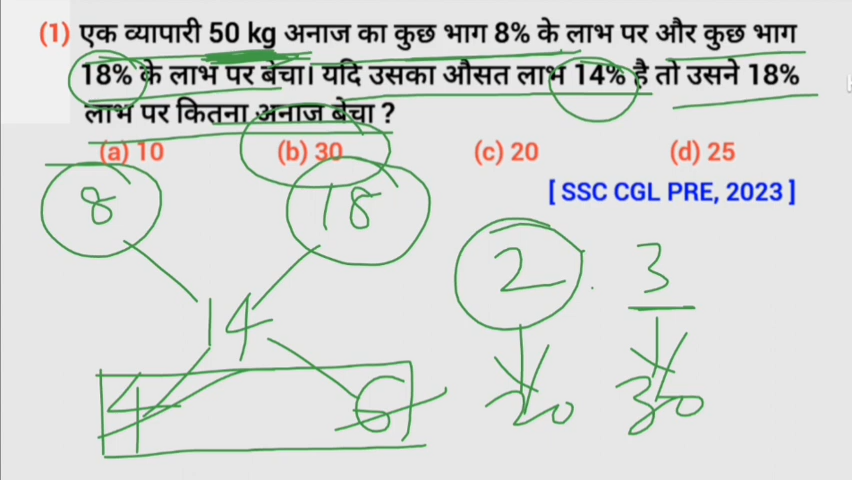 (1) एक व्यापारी 50 kg अनाज का कुछ भाग 8% के लाभ पर और कुछ भाग
18% के लाभ पर बेचा। यदि उसका औसत लाभ 14% है तो उसने 18%
लाभ पर कितना अनाज बेचा ?
(a) 10 (b) 30 (c) 20 (d) 25
[ SSC CGL PRE, 2023 ]
8 18
2 3
14
4 6
20 30